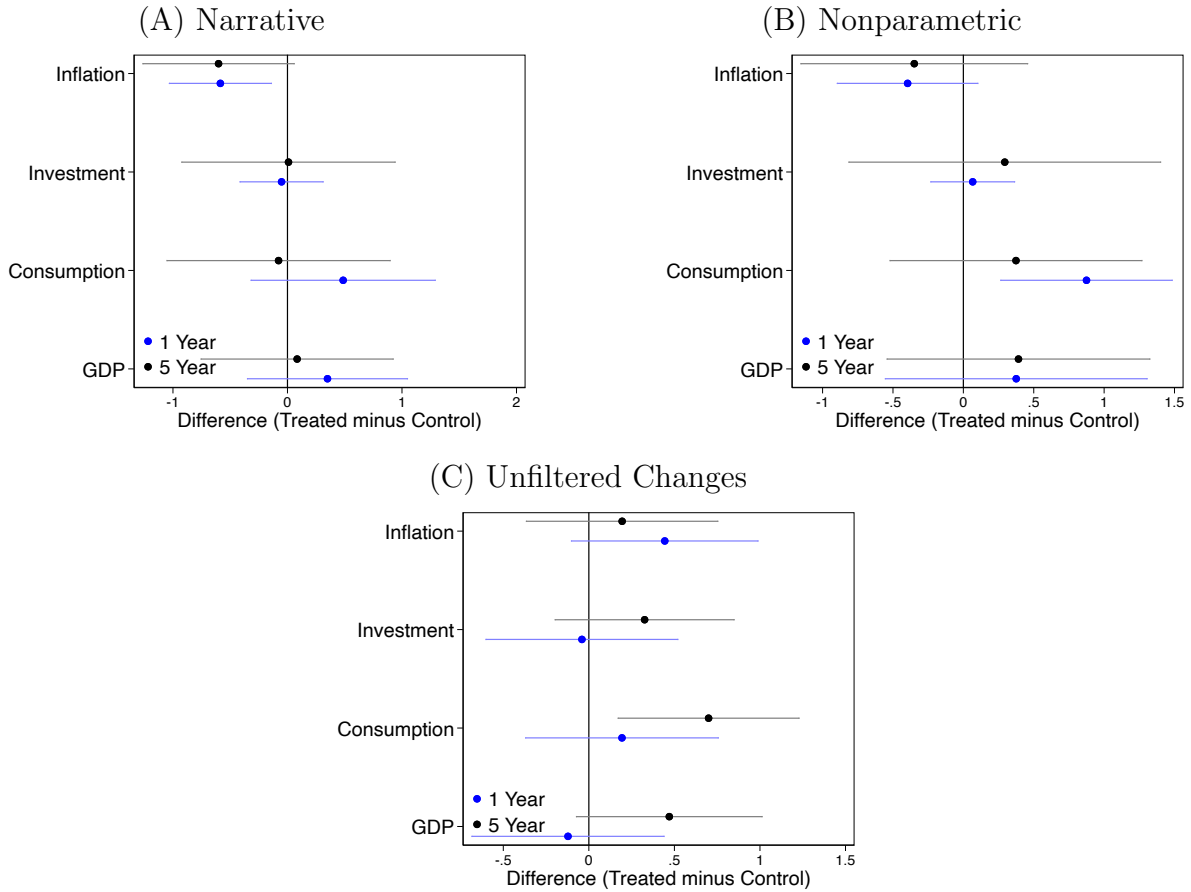 (A) Narrative
Inflation
Investment
Consumption
GDP
1 Year
5 Year
-1 0 1 2
Difference (Treated minus Control)
(B) Nonparametric
Inflation
Investment
Consumption
GDP
1 Year
5 Year
-1 -.5 0 .5 1 1.5
Difference (Treated minus Control)
(C) Unfiltered Changes
Inflation
Investment
Consumption
GDP
1 Year
5 Year
-.5 0 .5 1 1.5
Difference (Treated minus Control)